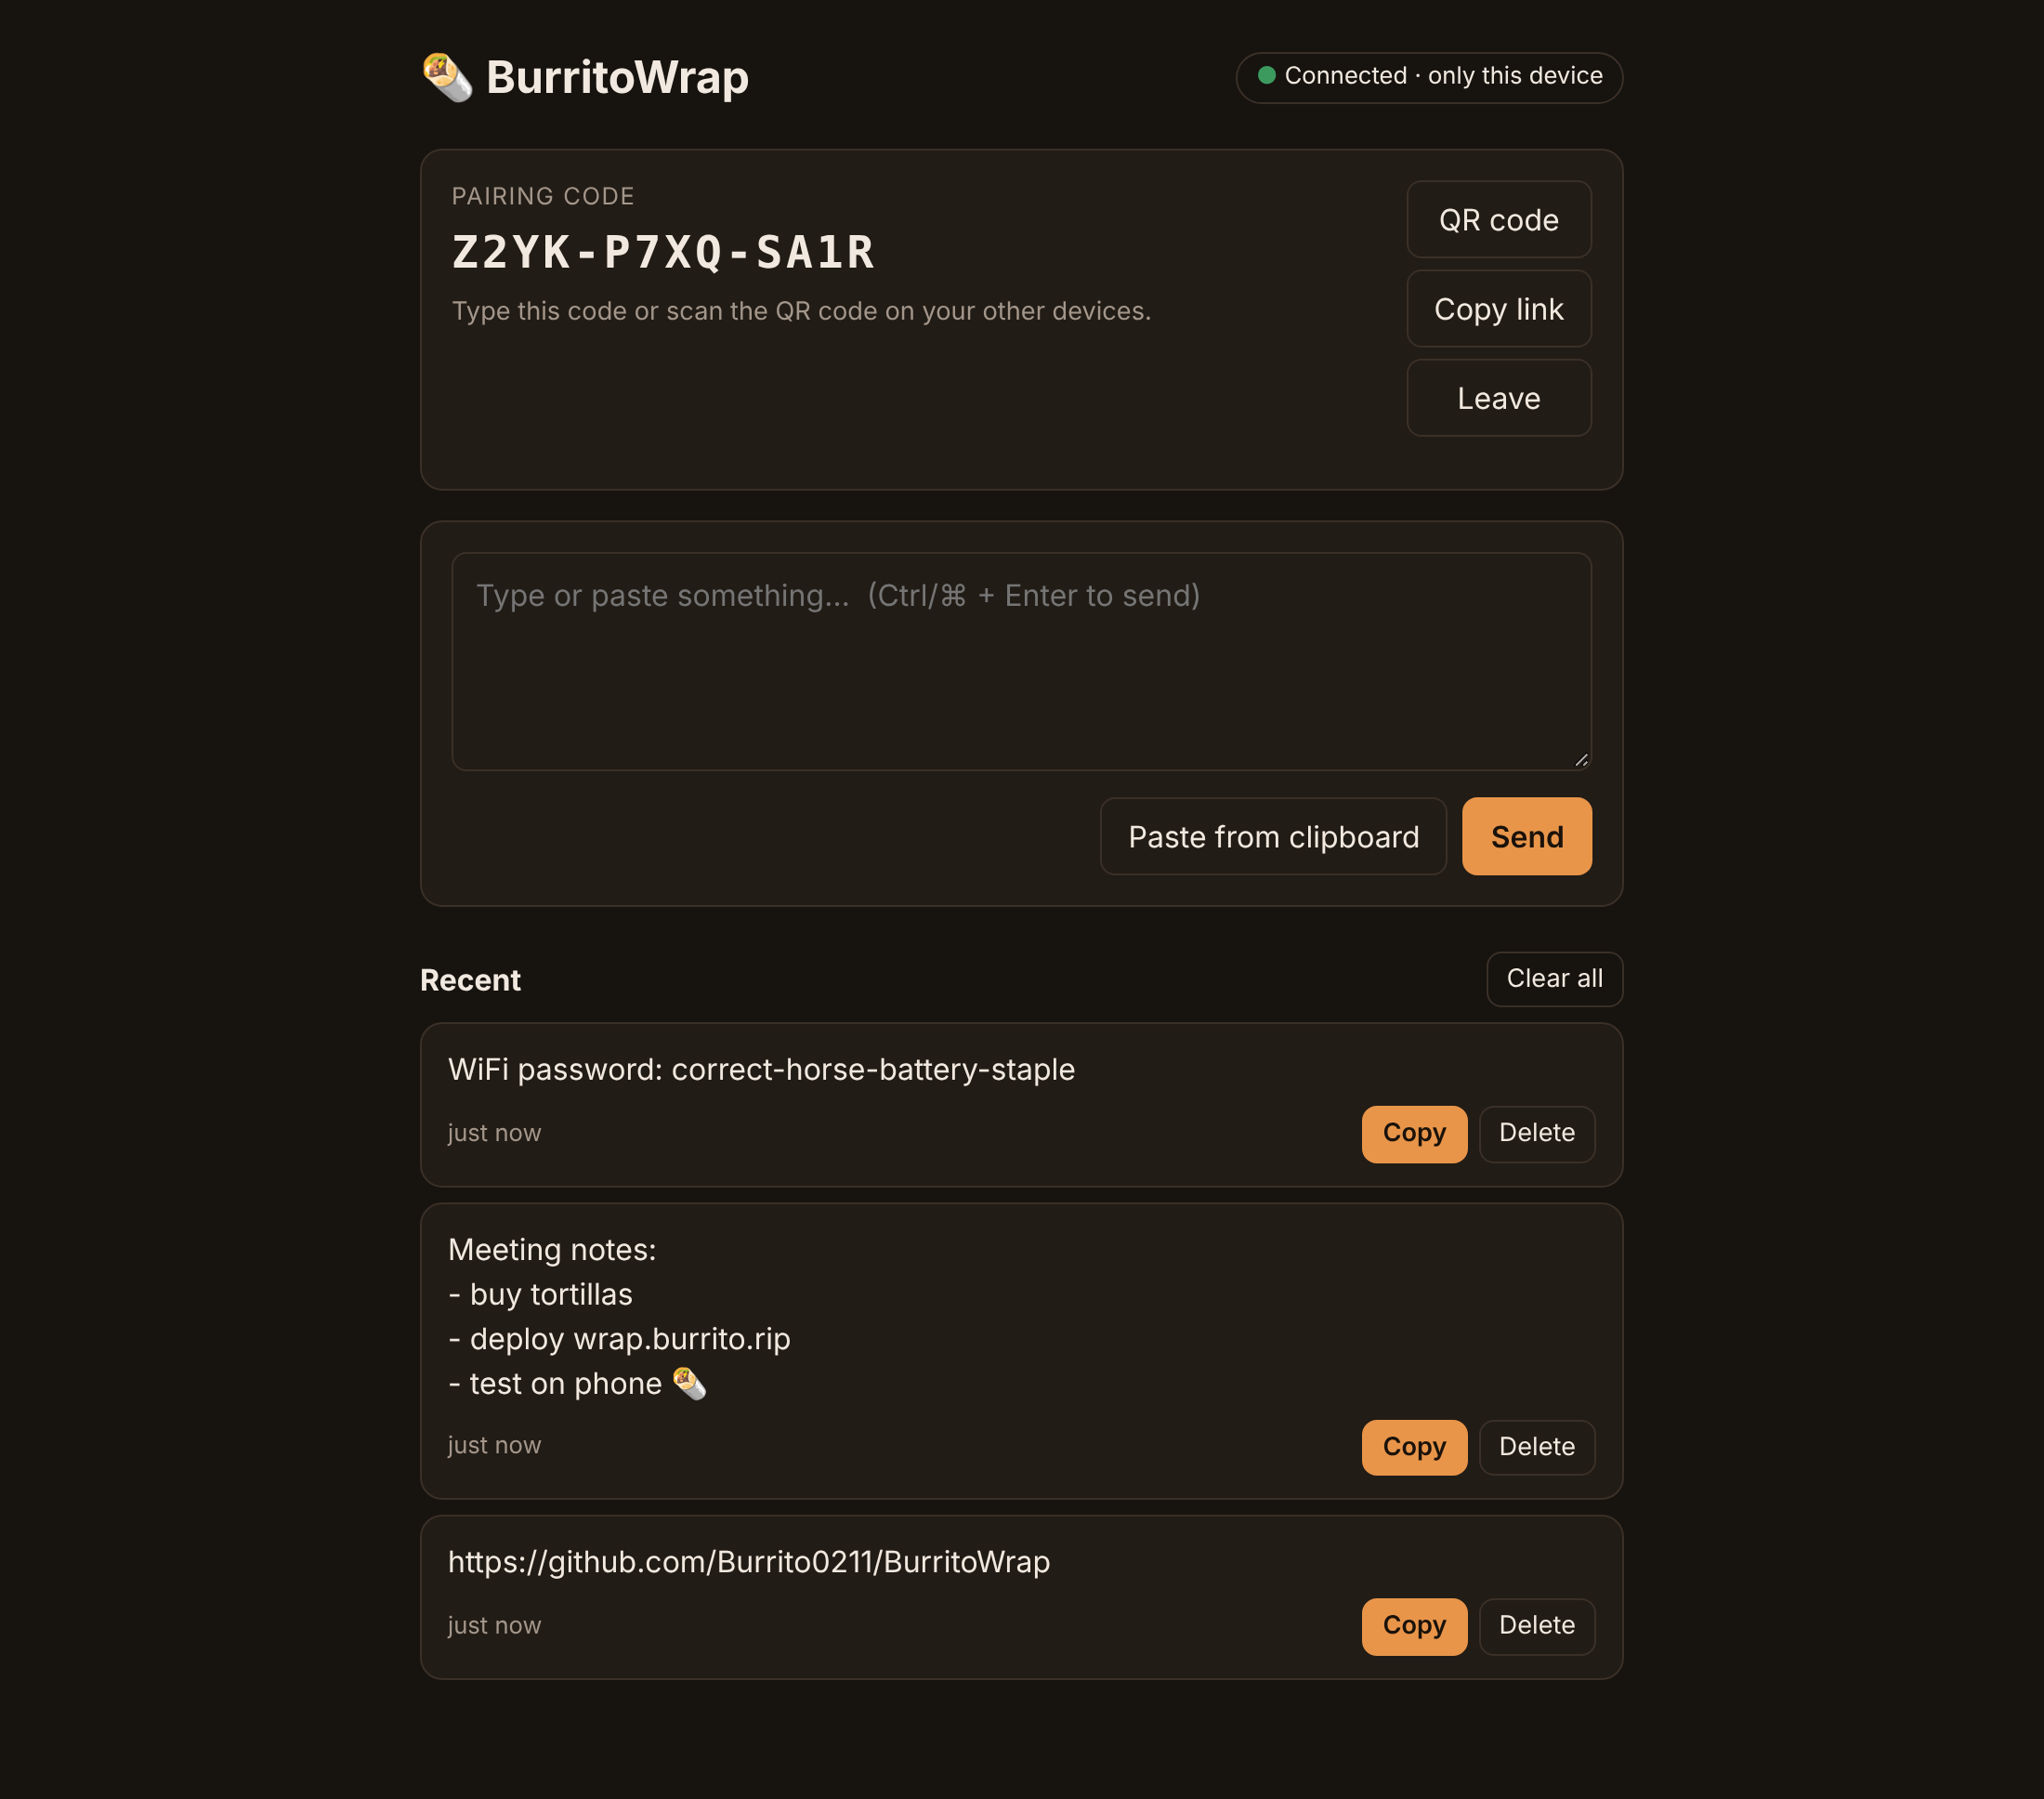 🌯 BurritoWrap
Connected · only this device
PAIRING CODE
Z2YK-P7XQ-SA1R
Type this code or scan the QR code on your other devices.
QR code
Copy link
Leave
Type or paste something... (Ctrl/⌘ + Enter to send)
Paste from clipboard
Send
Recent
Clear all
WiFi password: correct-horse-battery-staple
just now
Copy
Delete
Meeting notes:
- buy tortillas
- deploy wrap.burrito.rip
- test on phone 🌯
just now
Copy
Delete
https://github.com/Burrito0211/BurritoWrap
just now
Copy
Delete